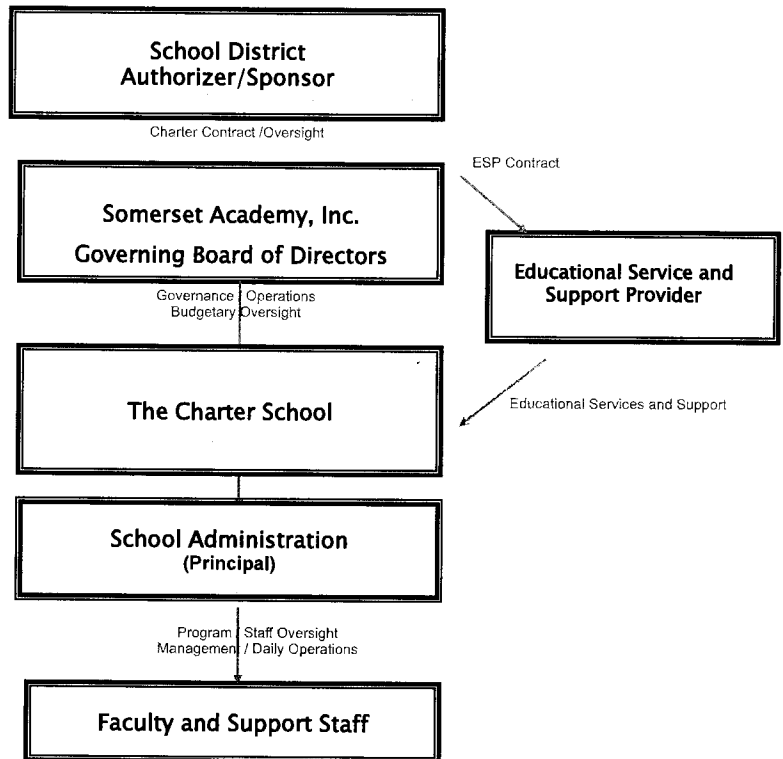 School District
Authorizer/Sponsor
Charter Contract /Oversight
ESP Contract
Somerset Academy, Inc.
Governing Board of Directors
Educational Service and
Support Provider
Governance / Operations
Budgetary Oversight
The Charter School
Educational Services and Support
School Administration
(Principal)
Program / Staff Oversight
Management / Daily Operations
Faculty and Support Staff